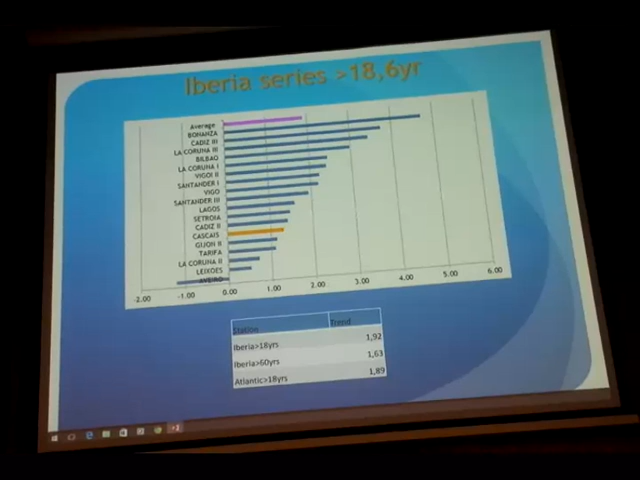 Iberia series >18,6yr
Average
BONANZA
CADIZ III
LA CORUNA III
BILBAO
LA CORUNA I
VIGO II
SANTANDER I
VIGO
SANTANDER III
LAGOS
SETROIA
CADIZ II
CASCAIS
GIJON II
TARIFA
LA CORUNA II
LEIXOES
AVEIRO
-2.00 -1.00 0.00 1.00 2.00 3.00 4.00 5.00 6.00
Station Trend
Iberia>18yrs 1,92
Iberia>60yrs 1,63
Atlantic>18yrs 1,89